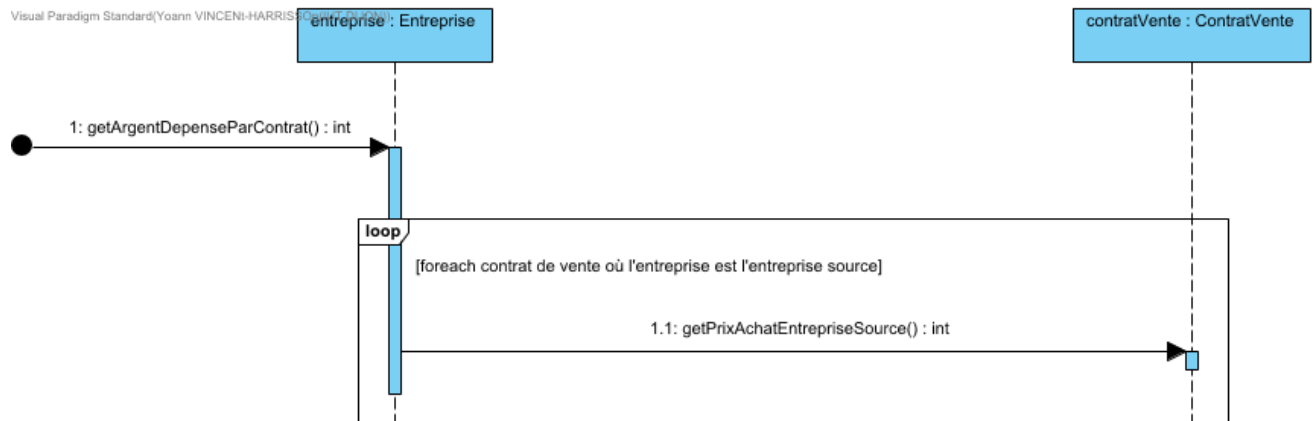 Visual Paradigm Standard(Yoann VINCENt-HARRISSO
entreprise : Entreprise
contratVente : ContratVente
1: getArgentDepenseParContrat() : int
loop
[foreach contrat de vente où l'entreprise est l'entreprise source]
1.1: getPrixAchatEntrepriseSource() : int